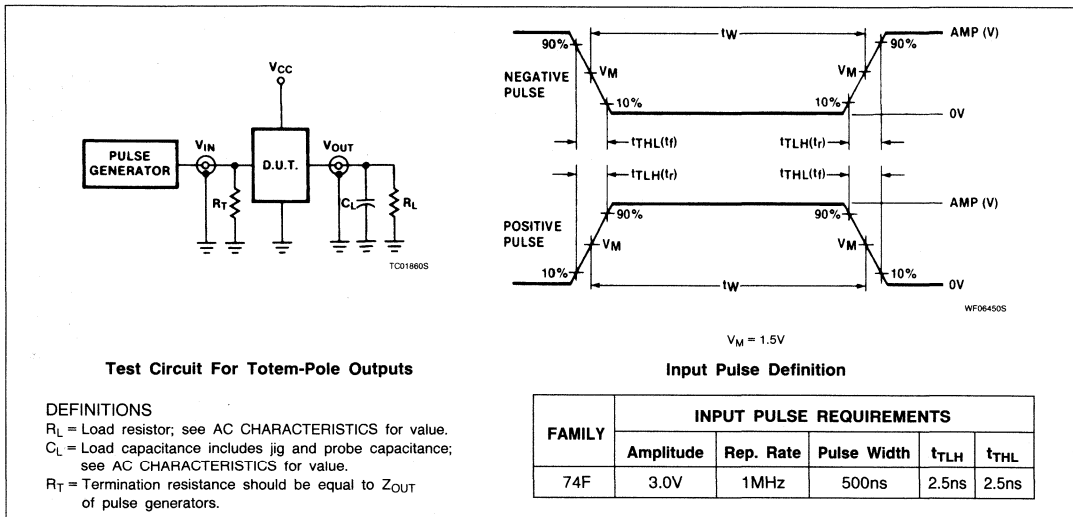 VCC
PULSE
GENERATOR
VIN
RT
D.U.T.
VOUT
CL
RL
TC01860S
Test Circuit For Totem-Pole Outputs
DEFINITIONS
RL = Load resistor; see AC CHARACTERISTICS for value.
CL = Load capacitance includes jig and probe capacitance;
see AC CHARACTERISTICS for value.
RT = Termination resistance should be equal to ZOUT
of pulse generators.
tW
AMP (V)
90%
90%
NEGATIVE
PULSE
VM
VM
10%
10%
0V
tTHL(tf)
tTLH(tr)
tTLH(tr)
tTHL(tf)
AMP (V)
90%
90%
POSITIVE
PULSE
VM
VM
10%
10%
tW
0V
WF06450S
VM = 1.5V
Input Pulse Definition
FAMILY
INPUT PULSE REQUIREMENTS
Amplitude Rep. Rate Pulse Width tTLH tTHL
74F 3.0V 1MHz 500ns 2.5ns 2.5ns